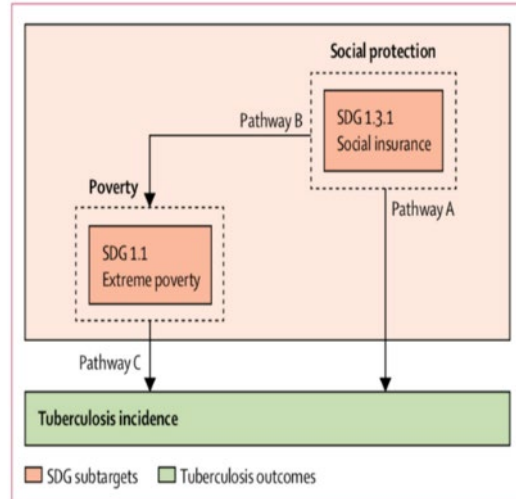 Social protection
SDG 1.3.1
Social insurance
Pathway B
Poverty
Pathway A
SDG 1.1
Extreme poverty
Pathway C
Tuberculosis incidence
SDG subtargets
Tuberculosis outcomes